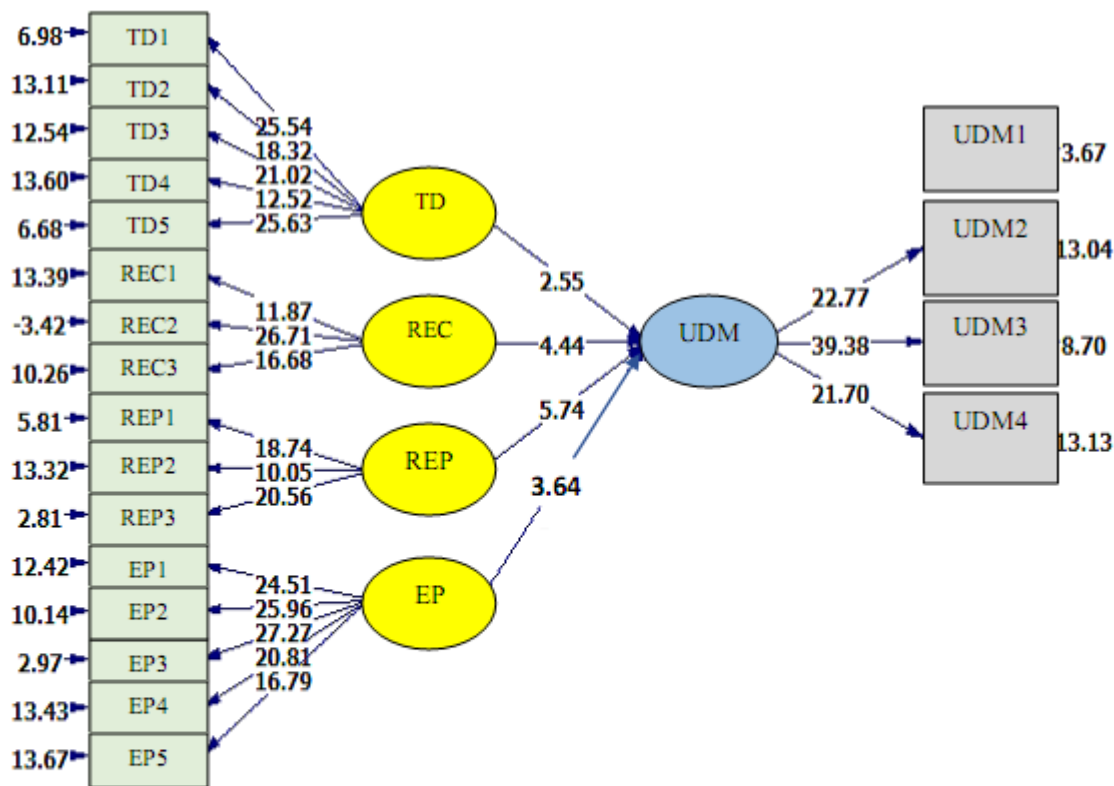 6.98 TD1
13.11 TD2
12.54 TD3
13.60 TD4
6.68 TD5
13.39 REC1
-3.42 REC2
10.26 REC3
5.81 REP1
13.32 REP2
2.81 REP3
12.42 EP1
10.14 EP2
2.97 EP3
13.43 EP4
13.67 EP5
25.54
18.32
21.02
12.52
25.63
11.87
26.71
16.68
18.74
10.05
20.56
24.51
25.96
27.27
20.81
16.79
TD
REC
REP
EP
2.55
4.44
5.74
3.64
UDM
22.77
39.38
21.70
UDM1 3.67
UDM2 13.04
UDM3 8.70
UDM4 13.13